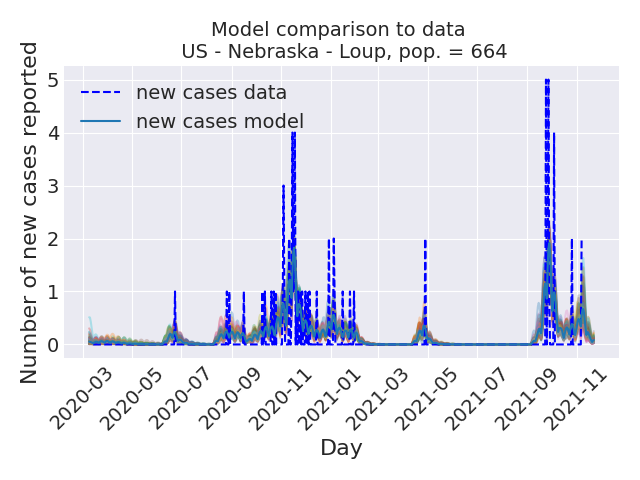 Model comparison to data
US - Nebraska - Loup, pop. = 664
Number of new cases reported
5
4
3
2
1
0
new cases data
new cases model
2020-03
2020-05
2020-07
2020-09
2020-11
2021-01
2021-03
2021-05
2021-07
2021-09
2021-11
Day